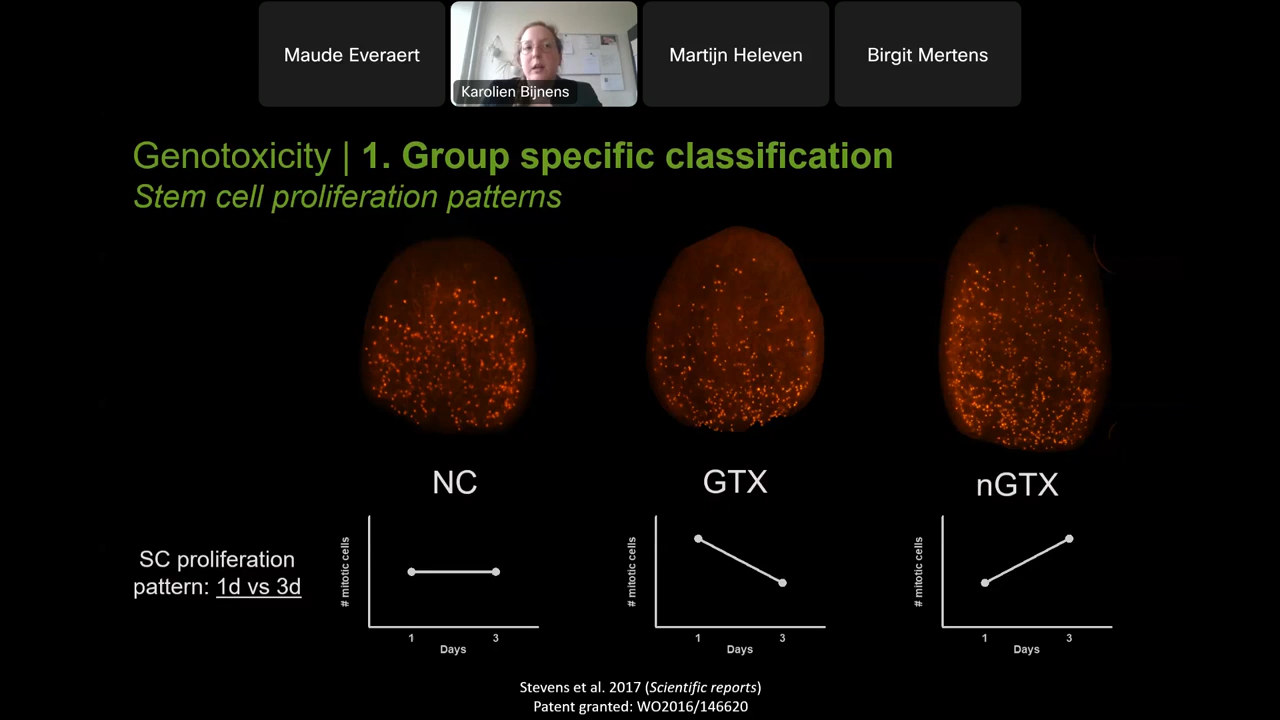 Maude Everaert
Karolien Bijnens
Martijn Heleven
Birgit Mertens
Genotoxicity | 1. Group specific classification
Stem cell proliferation patterns
NC
GTX
nGTX
SC proliferation
pattern: 1d vs 3d
# mitotic cells
1
3
Days
# mitotic cells
1
3
Days
# mitotic cells
1
3
Days
Stevens et al. 2017 (Scientific reports)
Patent granted: WO2016/146620